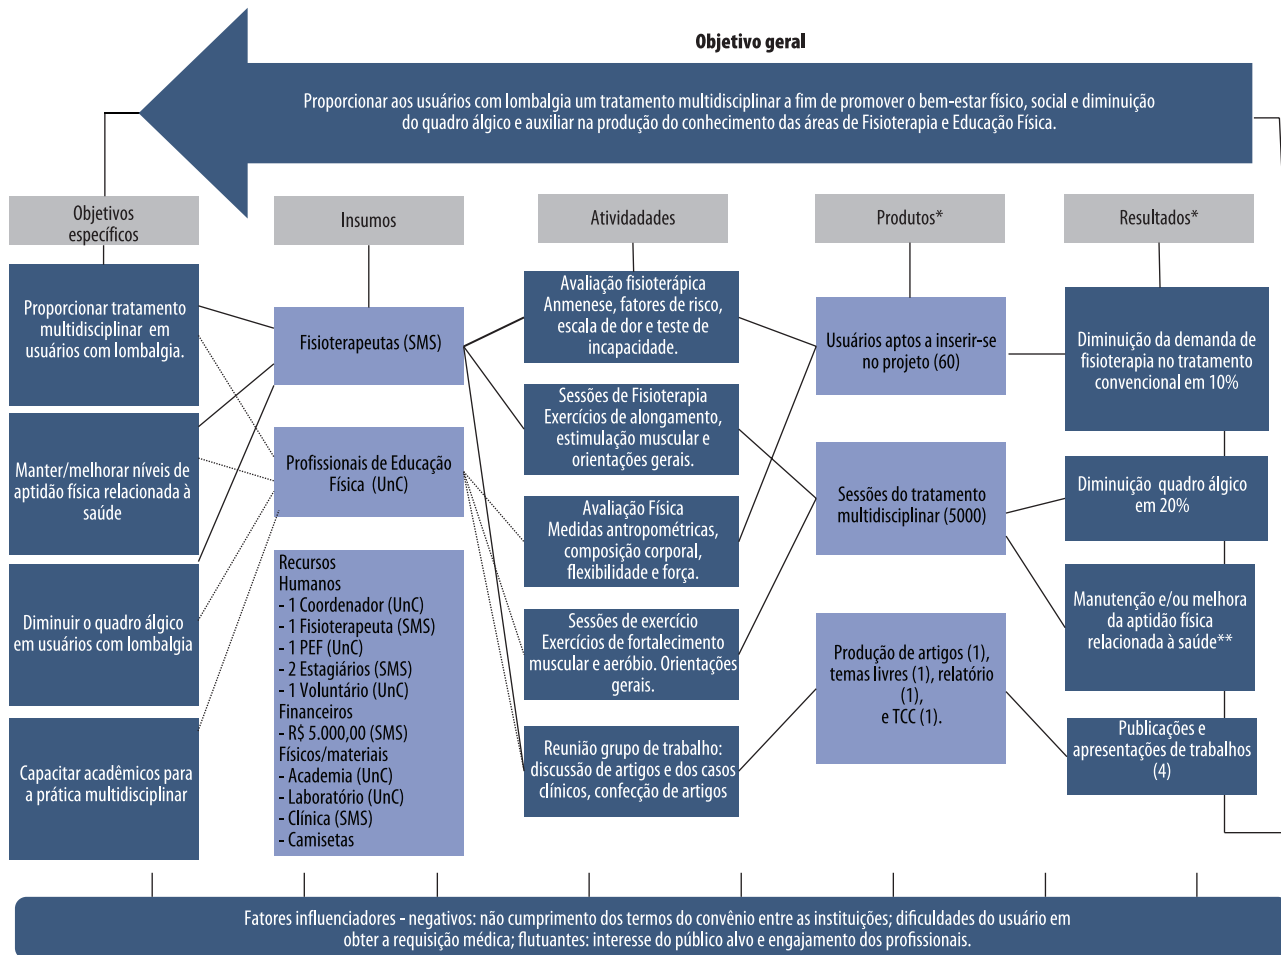 Objetivo geral
Proporcionar aos usuários com lombalgia um tratamento multidisciplinar a fim de promover o bem-estar físico, social e diminuição
do quadro álgico e auxiliar na produção do conhecimento das áreas de Fisioterapia e Educação Física.
Objetivos
específicos
Proporcionar tratamento
multidisciplinar em
usuários com lombalgia.
Manter/melhorar níveis de
aptidão física relacionada à
saúde
Diminuir o quadro álgico
em usuários com lombalgia
Capacitar acadêmicos para
a prática multidisciplinar
Insumos
Fisioterapeutas (SMS)
Profissionais de Educação
Física (UnC)
Recursos
Humanos
- 1 Coordenador (UnC)
- 1 Fisioterapeuta (SMS)
- 1 PEF (UnC)
- 2 Estagiários (SMS)
- 1 Voluntário (UnC)
Financeiros
- R$ 5.000,00 (SMS)
Físicos/materiais
- Academia (UnC)
- Laboratório (UnC)
- Clínica (SMS)
- Camisetas
Atividadades
Avaliação fisioterápica
Anmenese, fatores de risco,
escala de dor e teste de
incapacidade.
Sessões de Fisioterapia
Exercícios de alongamento,
estimulação muscular e
orientações gerais.
Avaliação Física
Medidas antropométricas,
composição corporal,
flexibilidade e força.
Sessões de exercício
Exercícios de fortalecimento
muscular e aeróbio. Orientações
gerais.
Reunião grupo de trabalho:
discussão de artigos e dos casos
clínicos, confecção de artigos
Produtos*
Usuários aptos a inserir-se
no projeto (60)
Sessões do tratamento
multidisciplinar (5000)
Produção de artigos (1),
temas livres (1), relatório
(1),
e TCC (1).
Resultados*
Diminuição da demanda de
fisioterapia no tratamento
convencional em 10%
Diminuição quadro álgico
em 20%
Manutenção e/ou melhora
da aptidão física
relacionada à saúde**
Publicações e
apresentações de trabalhos
(4)
Fatores influenciadores - negativos: não cumprimento dos termos do convênio entre as instituições; dificuldades do usuário em
obter a requisição médica; flutuantes: interesse do público alvo e engajamento dos profissionais.